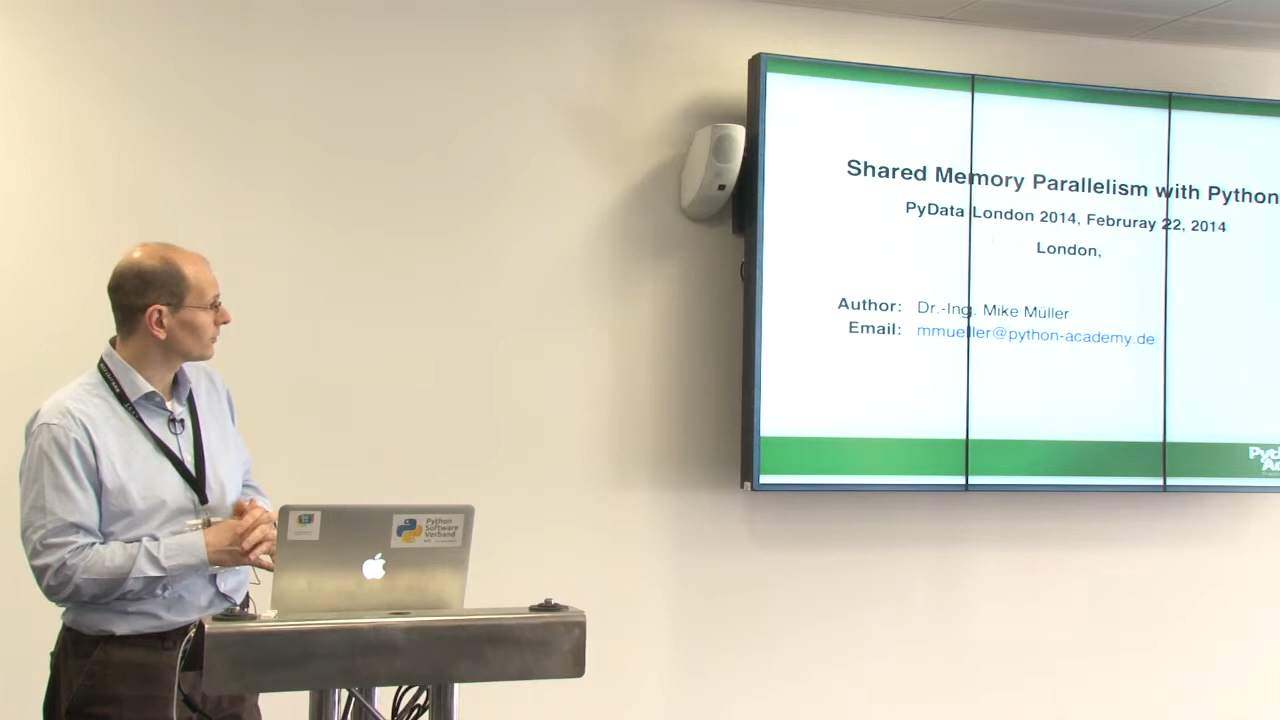 Shared Memory Parallelism with Python
PyData London 2014, Februray 22, 2014
London,
Author: Dr.-Ing. Mike Müller
Email: mmueller@python-academy.de
Python
Software
Verband